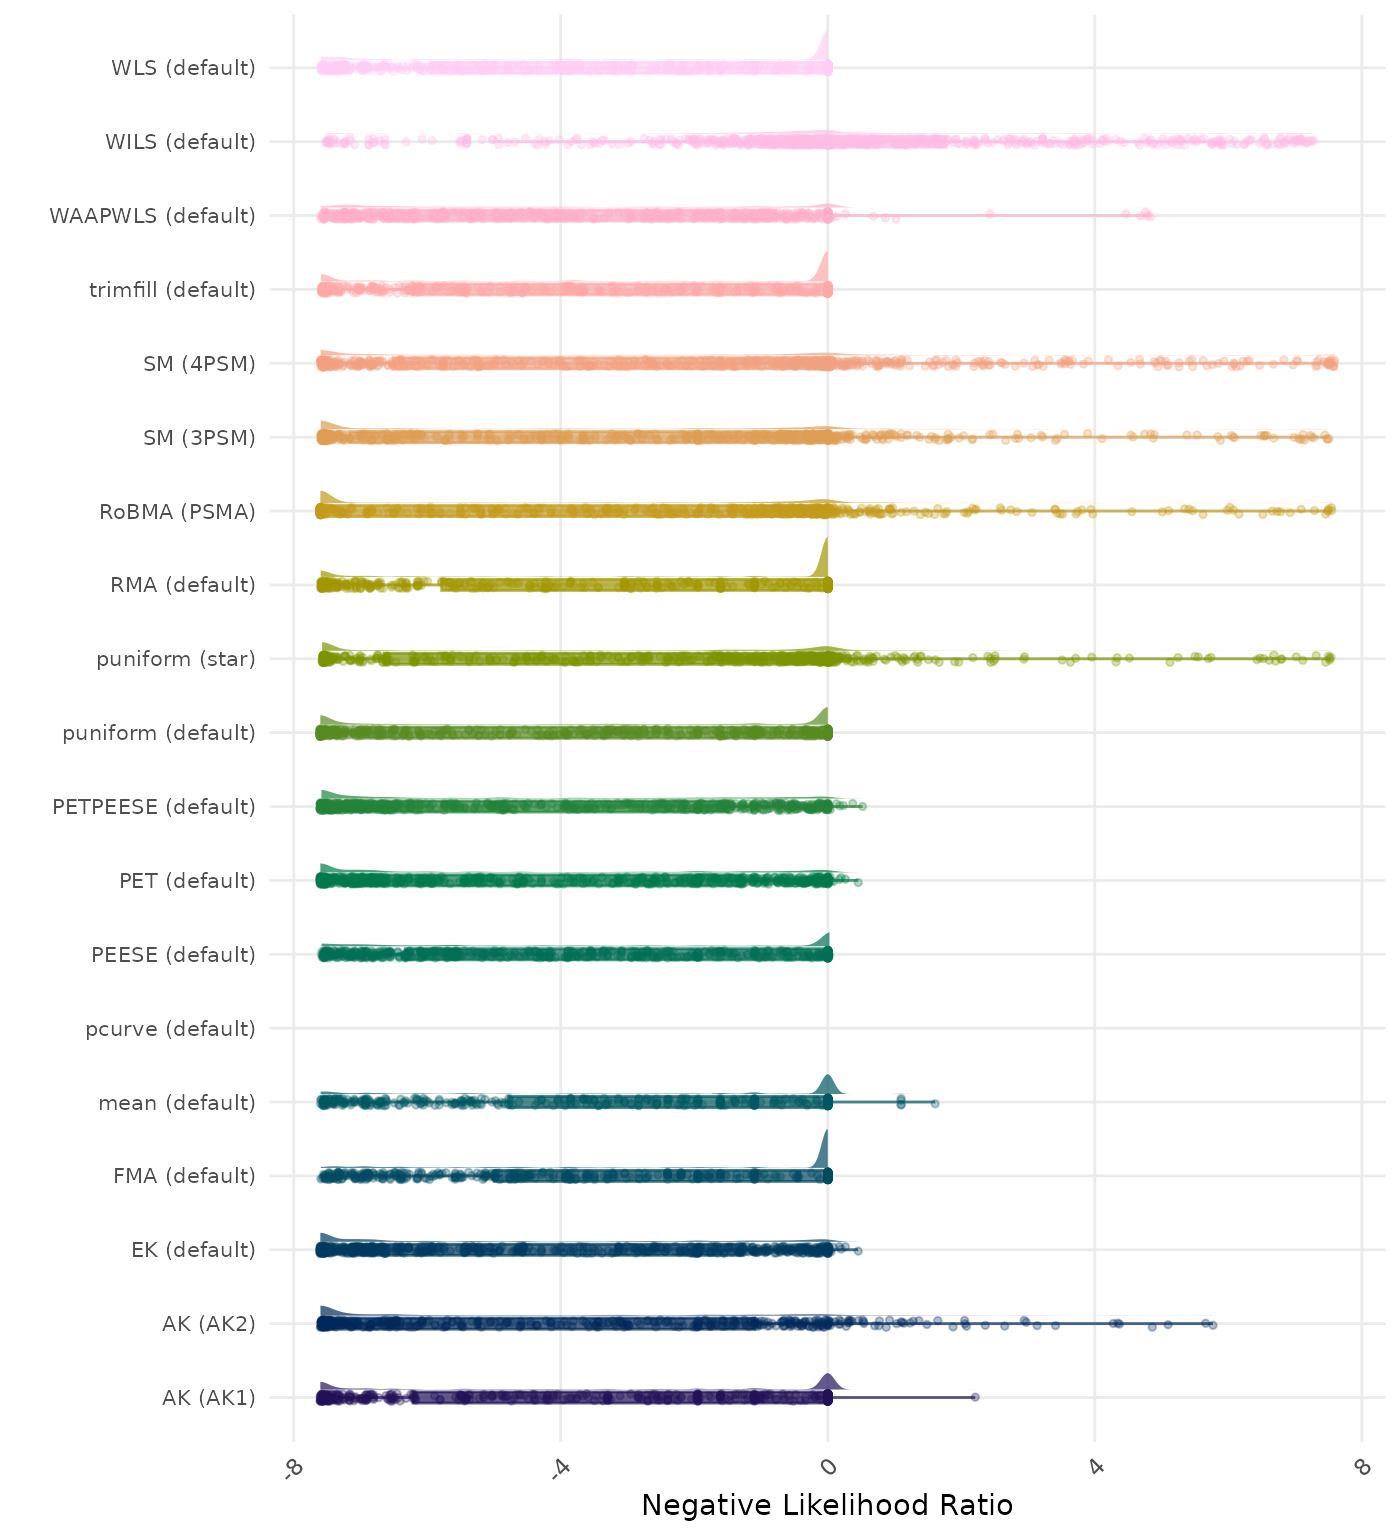 WLS (default)
WILS (default)
WAAPWLS (default)
trimfill (default)
SM (4PSM)
SM (3PSM)
RoBMA (PSMA)
RMA (default)
puniform (star)
puniform (default)
PETPEESE (default)
PET (default)
PEESE (default)
pcurve (default)
mean (default)
FMA (default)
EK (default)
AK (AK2)
AK (AK1)
-8 -4 0 4 8
Negative Likelihood Ratio